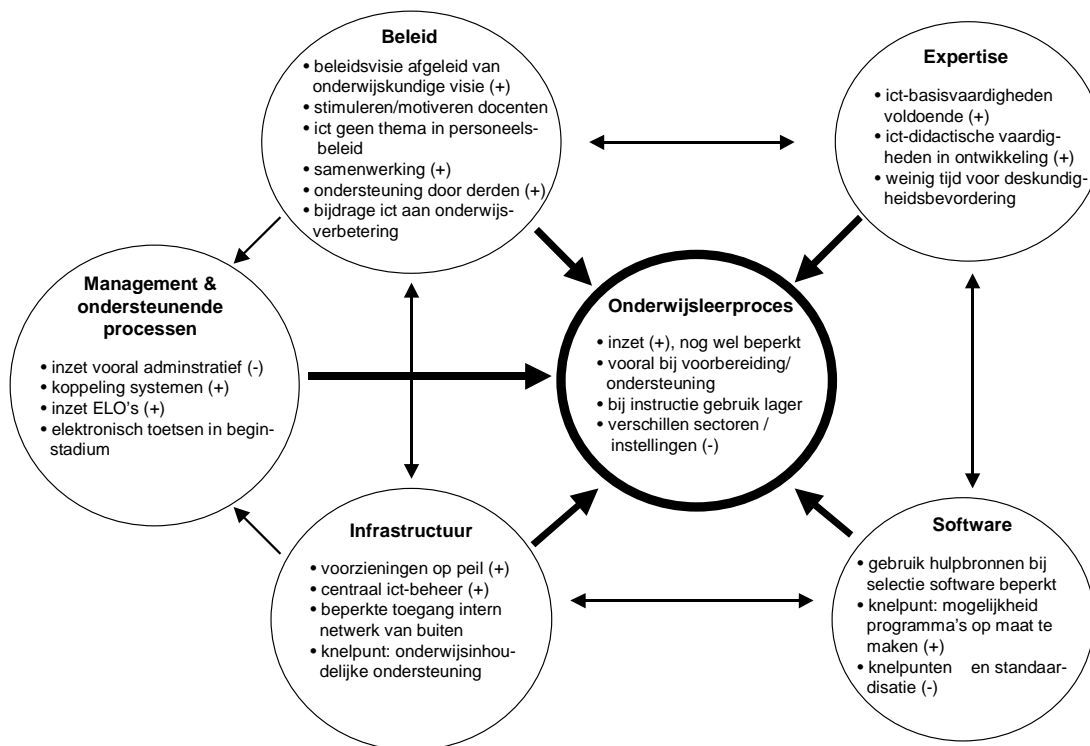 Beleid
• beleidsvisie afgeleid van
onderwijskundige visie (+)
• stimuleren/motiveren docenten
• ict geen thema in personeels-
beleid
• samenwerking (+)
• ondersteuning door derden (+)
• bijdrage ict aan onderwijs-
verbetering
Expertise
• ict-basisvaardigheden
voldoende (+)
• ict-didactische vaardig-
heden in ontwikkeling (+)
• weinig tijd voor deskundig-
heidsbevordering
Management &
ondersteunende
processen
• inzet vooral adminstratief (-)
• koppeling systemen (+)
• inzet ELO's (+)
• elektronisch toetsen in begin-
stadium
Onderwijsleerproces
• inzet (+), nog wel beperkt
• vooral bij voorbereiding/
ondersteuning
• bij instructie gebruik lager
• verschillen sectoren /
instellingen (-)
Infrastructuur
• voorzieningen op peil (+)
• centraal ict-beheer (+)
• beperkte toegang intern
netwerk van buiten
• knelpunt: onderwijsinhou-
delijke ondersteuning
Software
• gebruik hulpbronnen bij
selectie software beperkt
• knelpunt: mogelijkheid
programma's op maat te
maken (+)
• knelpunten en standaar-
disatie (-)